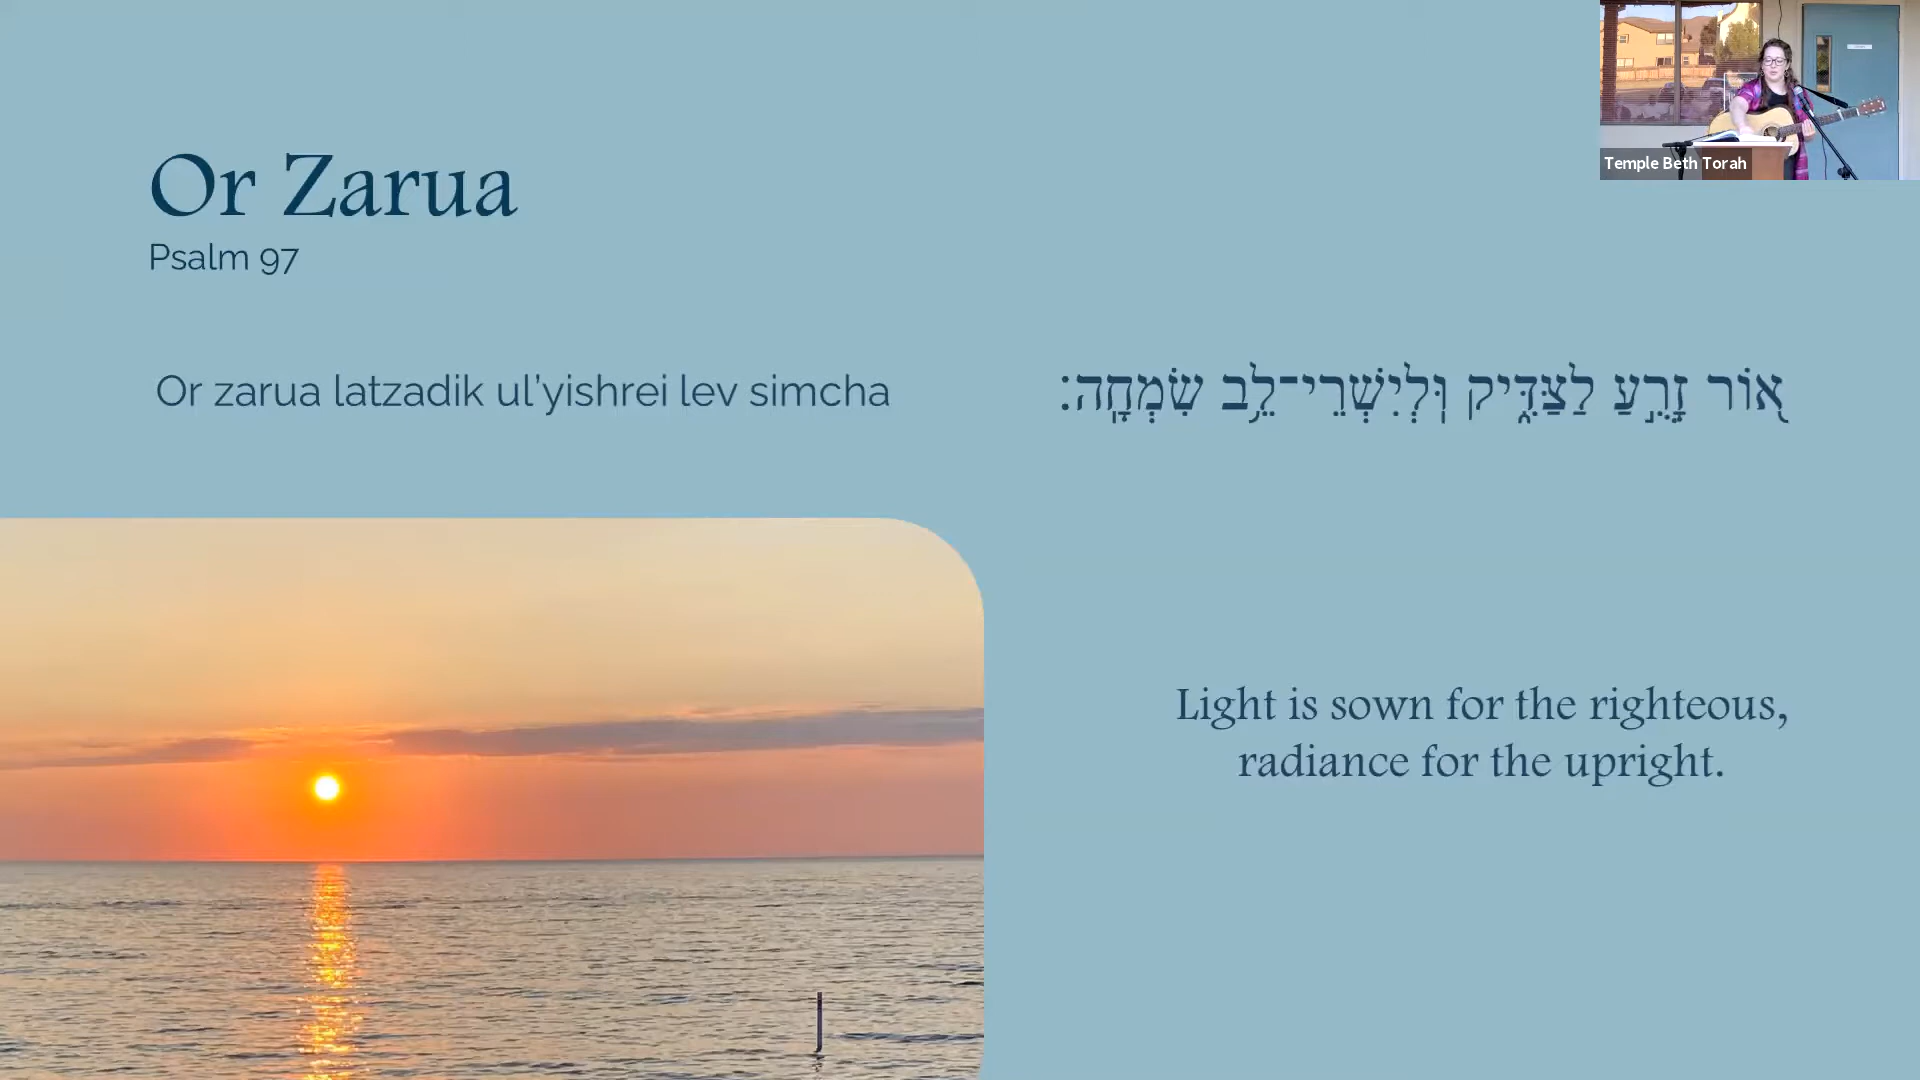 Or Zarua
Psalm 97
Or zarua latzadik ul'yishrei lev simcha
א֭וֹר זָרֻ֣עַ לַצַּדִּ֑יק וּֽלְיִשְׁרֵי־לֵ֥ב שִׂמְחָֽה׃
Light is sown for the righteous,
radiance for the upright.
Temple Beth Torah